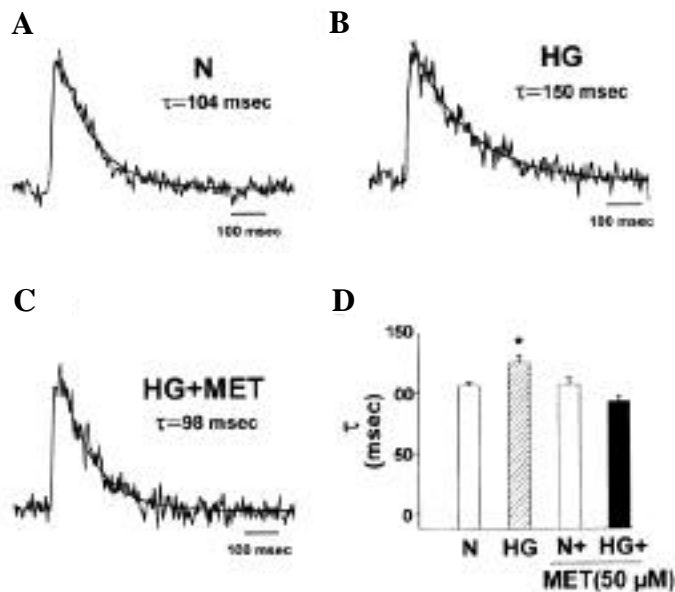 A
N
τ=104 msec
100 msec
B
HG
τ=150 msec
100 msec
C
HG+MET
τ=98 msec
100 msec
D
150
00
50
0
τ
(msec)
N HG N+ HG+
MET(50 µM)
*